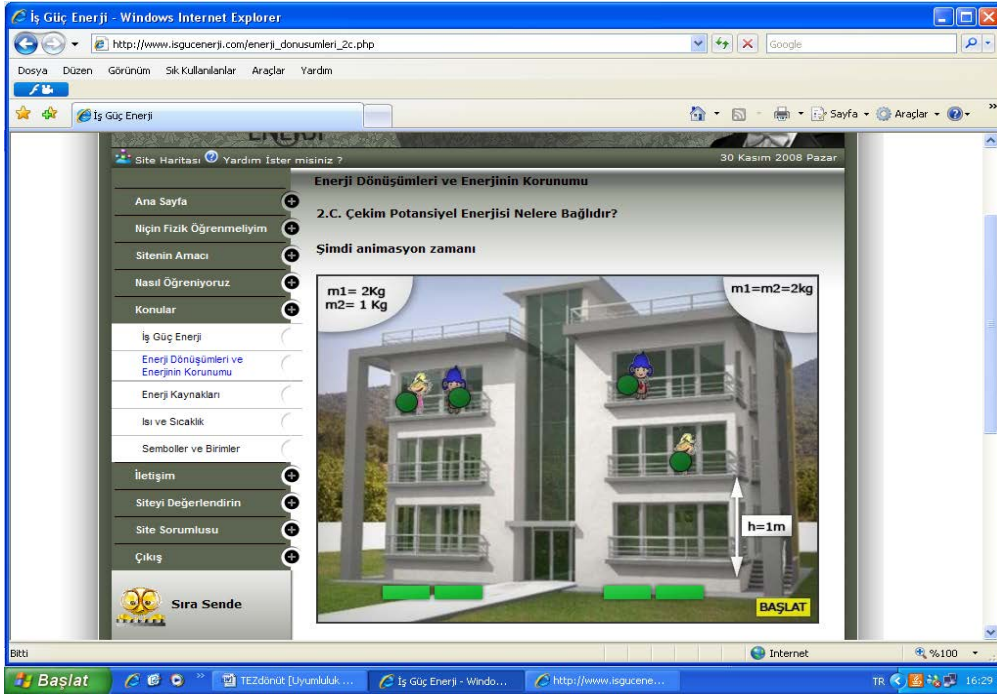 İş Güç Enerji - Windows Internet Explorer
http://www.isgucenerji.com/enerji_donusumleri_2c.php
Google
Dosya Düzen Görünüm Sık Kullanılanlar Araçlar Yardım
İş Güç Enerji
Sayfa Araçlar
Site Haritası Yardım İster misiniz ?
30 Kasım 2008 Pazar
Ana Sayfa
Niçin Fizik Öğrenmeliyim
Sitenin Amacı
Nasıl Öğreniyoruz
Konular
İş Güç Enerji
Enerji Dönüşümleri ve
Enerjinin Korunumu
Enerji Kaynakları
Isı ve Sıcaklık
Semboller ve Birimler
İletişim
Siteyi Değerlendirin
Site Sorumlusu
Çıkış
Sıra Sende
Enerji Dönüşümleri ve Enerjinin Korunumu
2.C. Çekim Potansiyel Enerjisi Nelere Bağlıdır?
Şimdi animasyon zamanı
m1= 2Kg
m2= 1 Kg
m1=m2=2kg
h=1m
BAŞLAT
Bitti
Internet
%100
Başlat
TEZdönüt [Uyumluluk ...
İş Güç Enerji - Windo...
http://www.isgucene...
TR
16:29